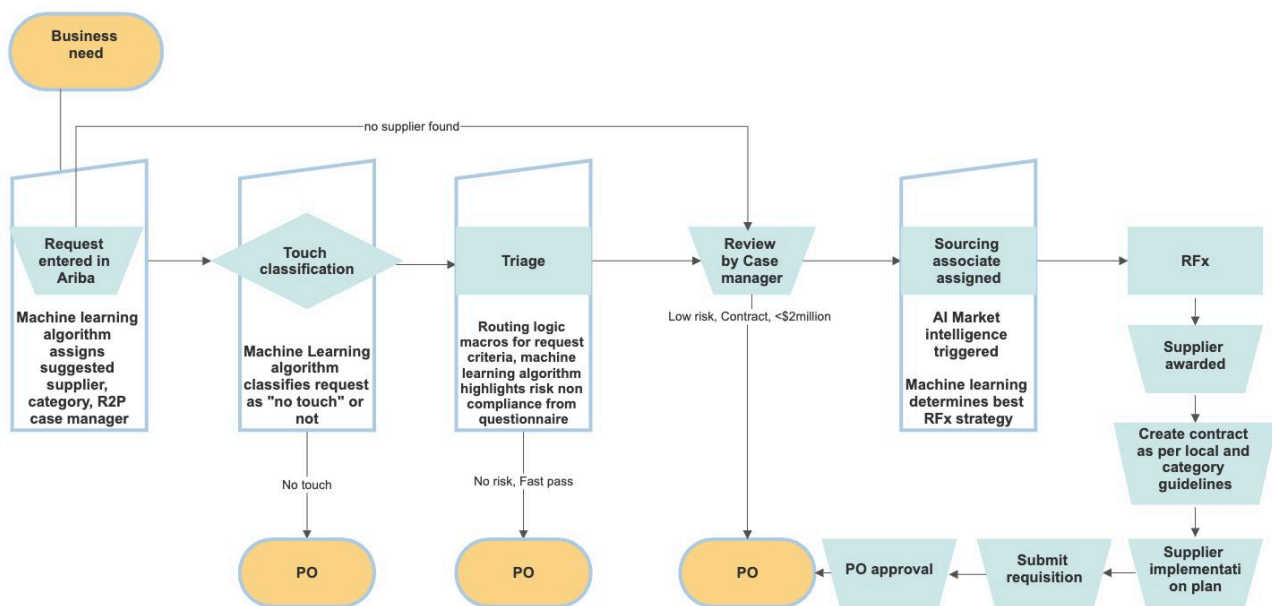 Business
need
no supplier found
Request
entered in
Ariba
Machine learning
algorithm
assigns
suggested
supplier,
category, R2P
case manager
Touch
classification
Machine Learning
algorithm
classifies request
as "no touch" or
not
No touch
PO
Triage
Routing logic
macros for request
criteria, machine
learning algorithm
highlights risk non
compliance from
questionnaire
No risk, Fast pass
PO
Review
by Case
manager
Low risk, Contract, <$2million
PO
Sourcing
associate
assigned
AI Market
intelligence
triggered
Machine learning
determines best
RFx strategy
RFx
Supplier
awarded
Create contract
as per local and
category
guidelines
Supplier
implementati
on plan
Submit
requisition
PO approval